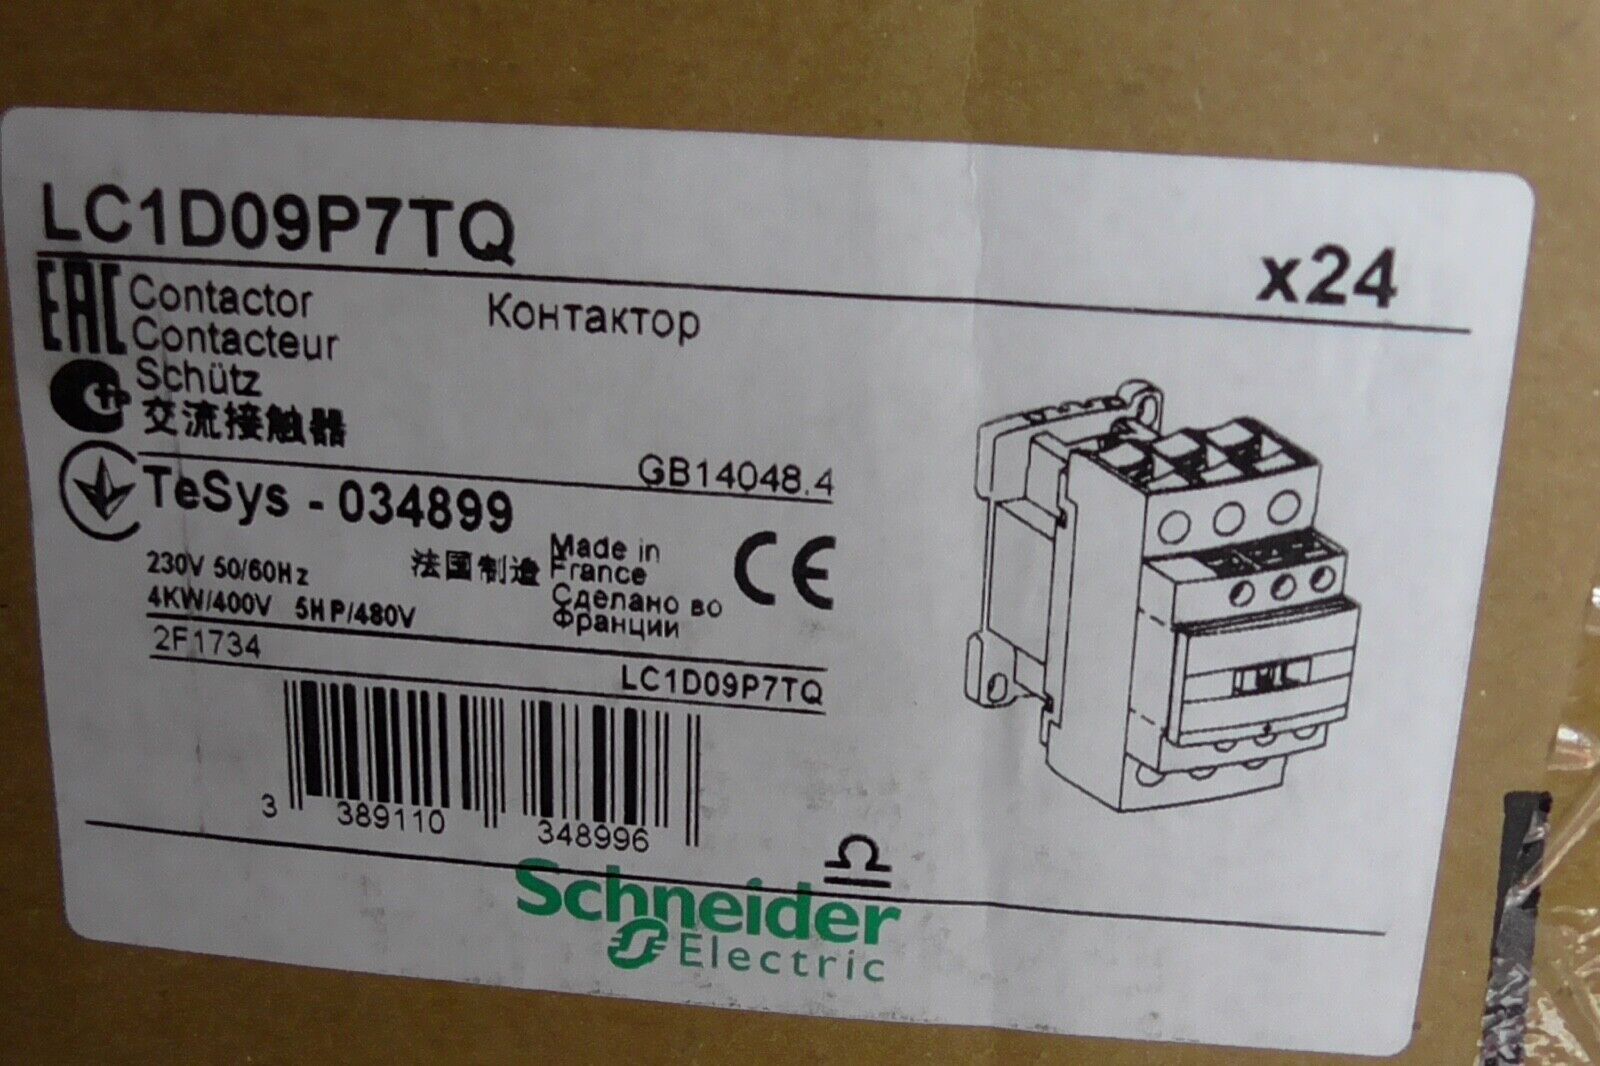 LC1D09P7TQ
x24
EAC
Contactor
Контактор
Contacteur
Schütz
交流接触器
GB14048.4
TeSys - 034899
230V 50/60Hz
4KW/400V 5HP/480V
法国制造
Made in
France
Сделано во
Франции
CE
2F1734
LC1D09P7TQ
3 389110 348996
Schneider
Electric